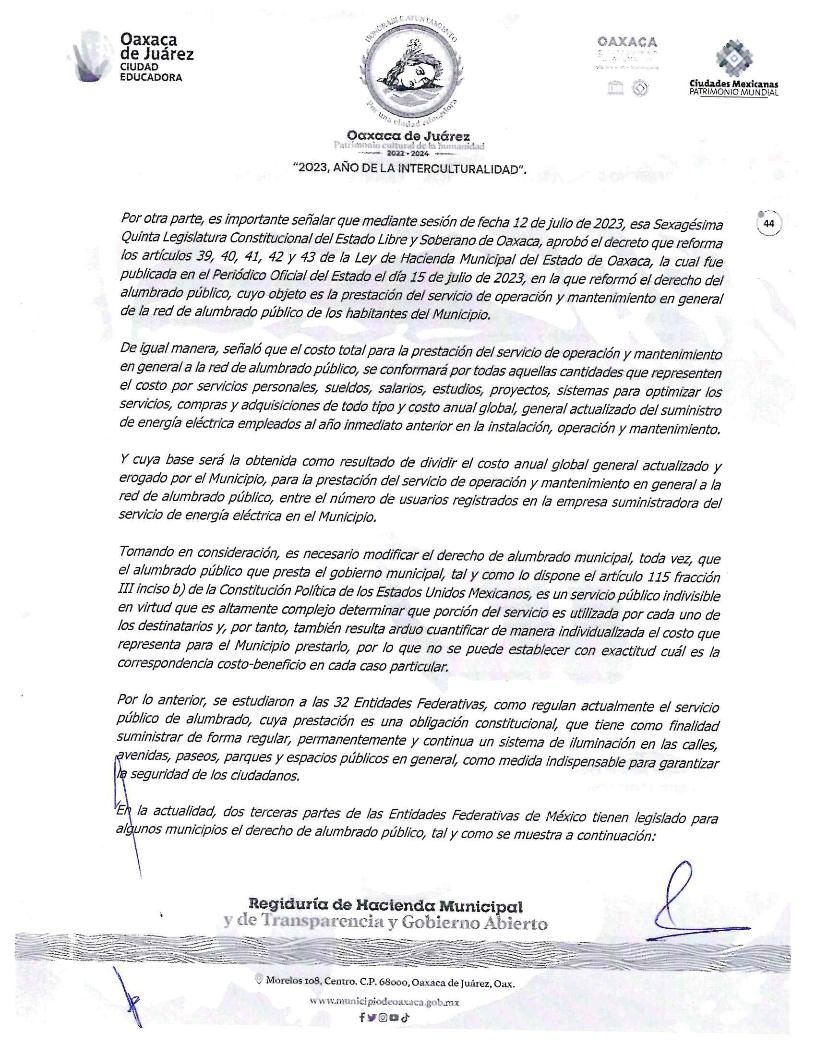 Oaxaca
de Juárez
CIUDAD
EDUCADORA
HONORABLE AYUNTAMIENTO
Por una ciudad educadora
Oaxaca de Juárez
Patrimonio cultural de la humanidad
2022 - 2024
OAXACA
Ciudades Mexicanas
PATRIMONIO MUNDIAL
"2023, AÑO DE LA INTERCULTURALIDAD".
44
Por otra parte, es importante señalar que mediante sesión de fecha 12 de julio de 2023, esa Sexagésima
Quinta Legislatura Constitucional del Estado Libre y Soberano de Oaxaca, aprobó el decreto que reforma
los artículos 39, 40, 41, 42 y 43 de la Ley de Hacienda Municipal del Estado de Oaxaca, la cual fue
publicada en el Periódico Oficial del Estado el día 15 de julio de 2023, en la que reformó el derecho del
alumbrado público, cuyo objeto es la prestación del servicio de operación y mantenimiento en general
de la red de alumbrado público de los habitantes del Municipio.
De igual manera, señaló que el costo total para la prestación del servicio de operación y mantenimiento
en general a la red de alumbrado público, se conformará por todas aquellas cantidades que representen
el costo por servicios personales, sueldos, salarios, estudios, proyectos, sistemas para optimizar los
servicios, compras y adquisiciones de todo tipo y costo anual global, general actualizado del suministro
de energía eléctrica empleados al año inmediato anterior en la instalación, operación y mantenimiento.
Y cuya base será la obtenida como resultado de dividir el costo anual global general actualizado y
erogado por el Municipio, para la prestación del servicio de operación y mantenimiento en general a la
red de alumbrado público, entre el número de usuarios registrados en la empresa suministradora del
servicio de energía eléctrica en el Municipio.
Tomando en consideración, es necesario modificar el derecho de alumbrado municipal, toda vez, que
el alumbrado público que presta el gobierno municipal, tal y como lo dispone el artículo 115 fracción
III inciso b) de la Constitución Política de los Estados Unidos Mexicanos, es un servicio público indivisible
en virtud que es altamente complejo determinar que porción del servicio es utilizada por cada uno de
los destinatarios y, por tanto, también resulta arduo cuantificar de manera individualizada el costo que
representa para el Municipio prestarlo, por lo que no se puede establecer con exactitud cuál es la
correspondencia costo-beneficio en cada caso particular.
Por lo anterior, se estudiaron a las 32 Entidades Federativas, como regulan actualmente el servicio
público de alumbrado, cuya prestación es una obligación constitucional, que tiene como finalidad
suministrar de forma regular, permanentemente y continua un sistema de iluminación en las calles,
avenidas, paseos, parques y espacios públicos en general, como medida indispensable para garantizar
la seguridad de los ciudadanos.
En la actualidad, dos terceras partes de las Entidades Federativas de México tienen legislado para
algunos municipios el derecho de alumbrado público, tal y como se muestra a continuación:
Regiduría de Hacienda Municipal
y de Transparencia y Gobierno Abierto
Morelos 108, Centro. C.P. 68000, Oaxaca de Juárez, Oax.
www.municipiodeoaxaca.gob.mx